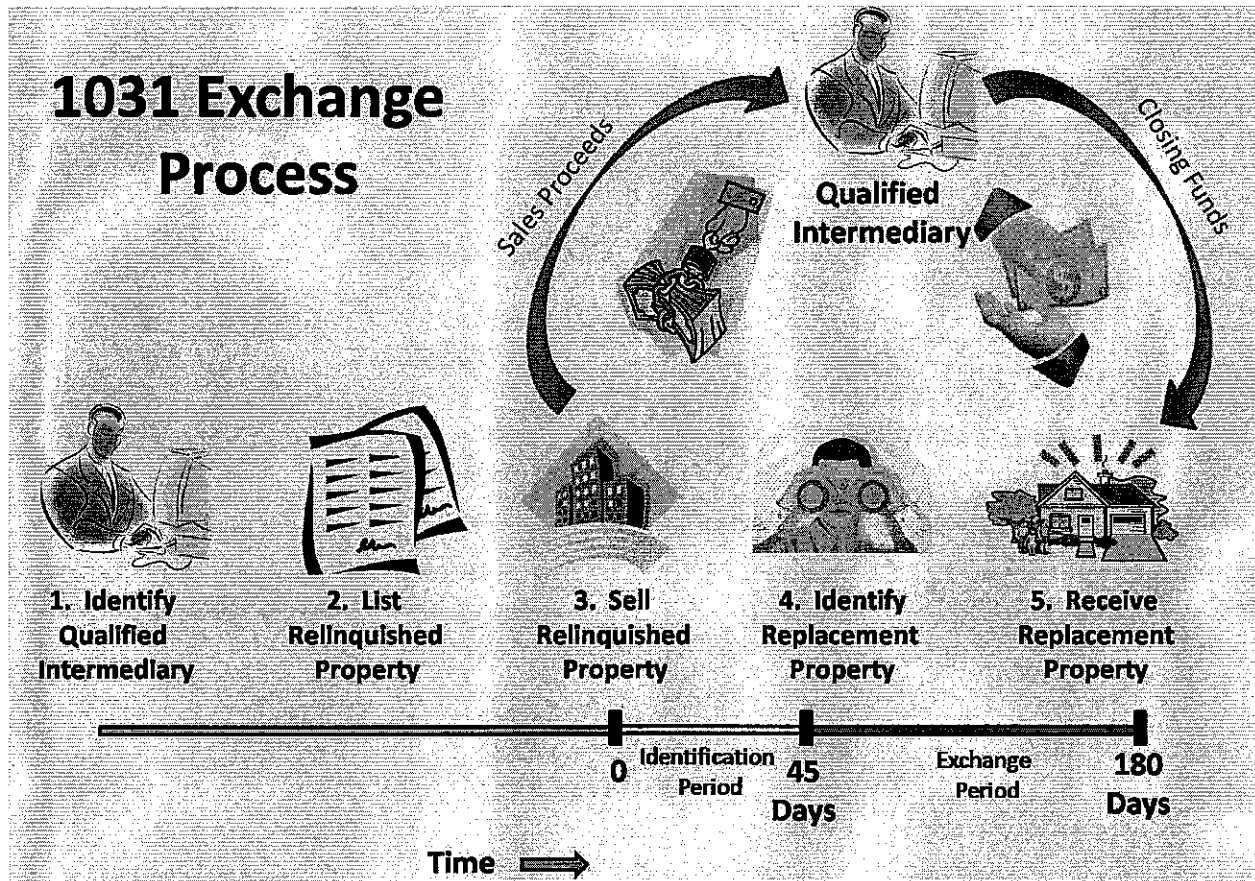 1031 Exchange
Process
Sales Proceeds
Closing Funds
Qualified
Intermediary
1. Identify
Qualified
Intermediary
2. List
Relinquished
Property
3. Sell
Relinquished
Property
4. Identify
Replacement
Property
5. Receive
Replacement
Property
0
Identification
Period
45
Days
Exchange
Period
180
Days
Time